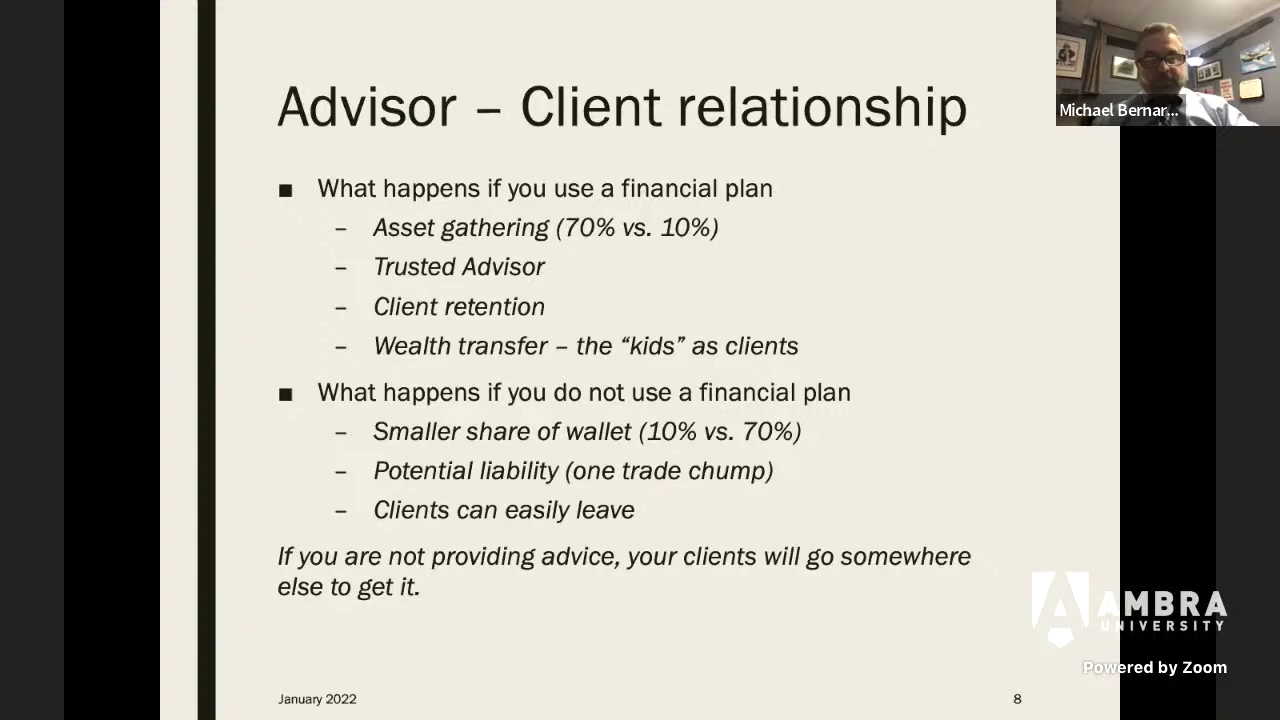 Advisor – Client relationship
Michael Bernar...
■ What happens if you use a financial plan
– Asset gathering (70% vs. 10%)
– Trusted Advisor
– Client retention
– Wealth transfer – the “kids” as clients
■ What happens if you do not use a financial plan
– Smaller share of wallet (10% vs. 70%)
– Potential liability (one trade chump)
– Clients can easily leave
If you are not providing advice, your clients will go somewhere
else to get it.
AMBRA
UNIVERSITY
Powered by Zoom
January 2022
8